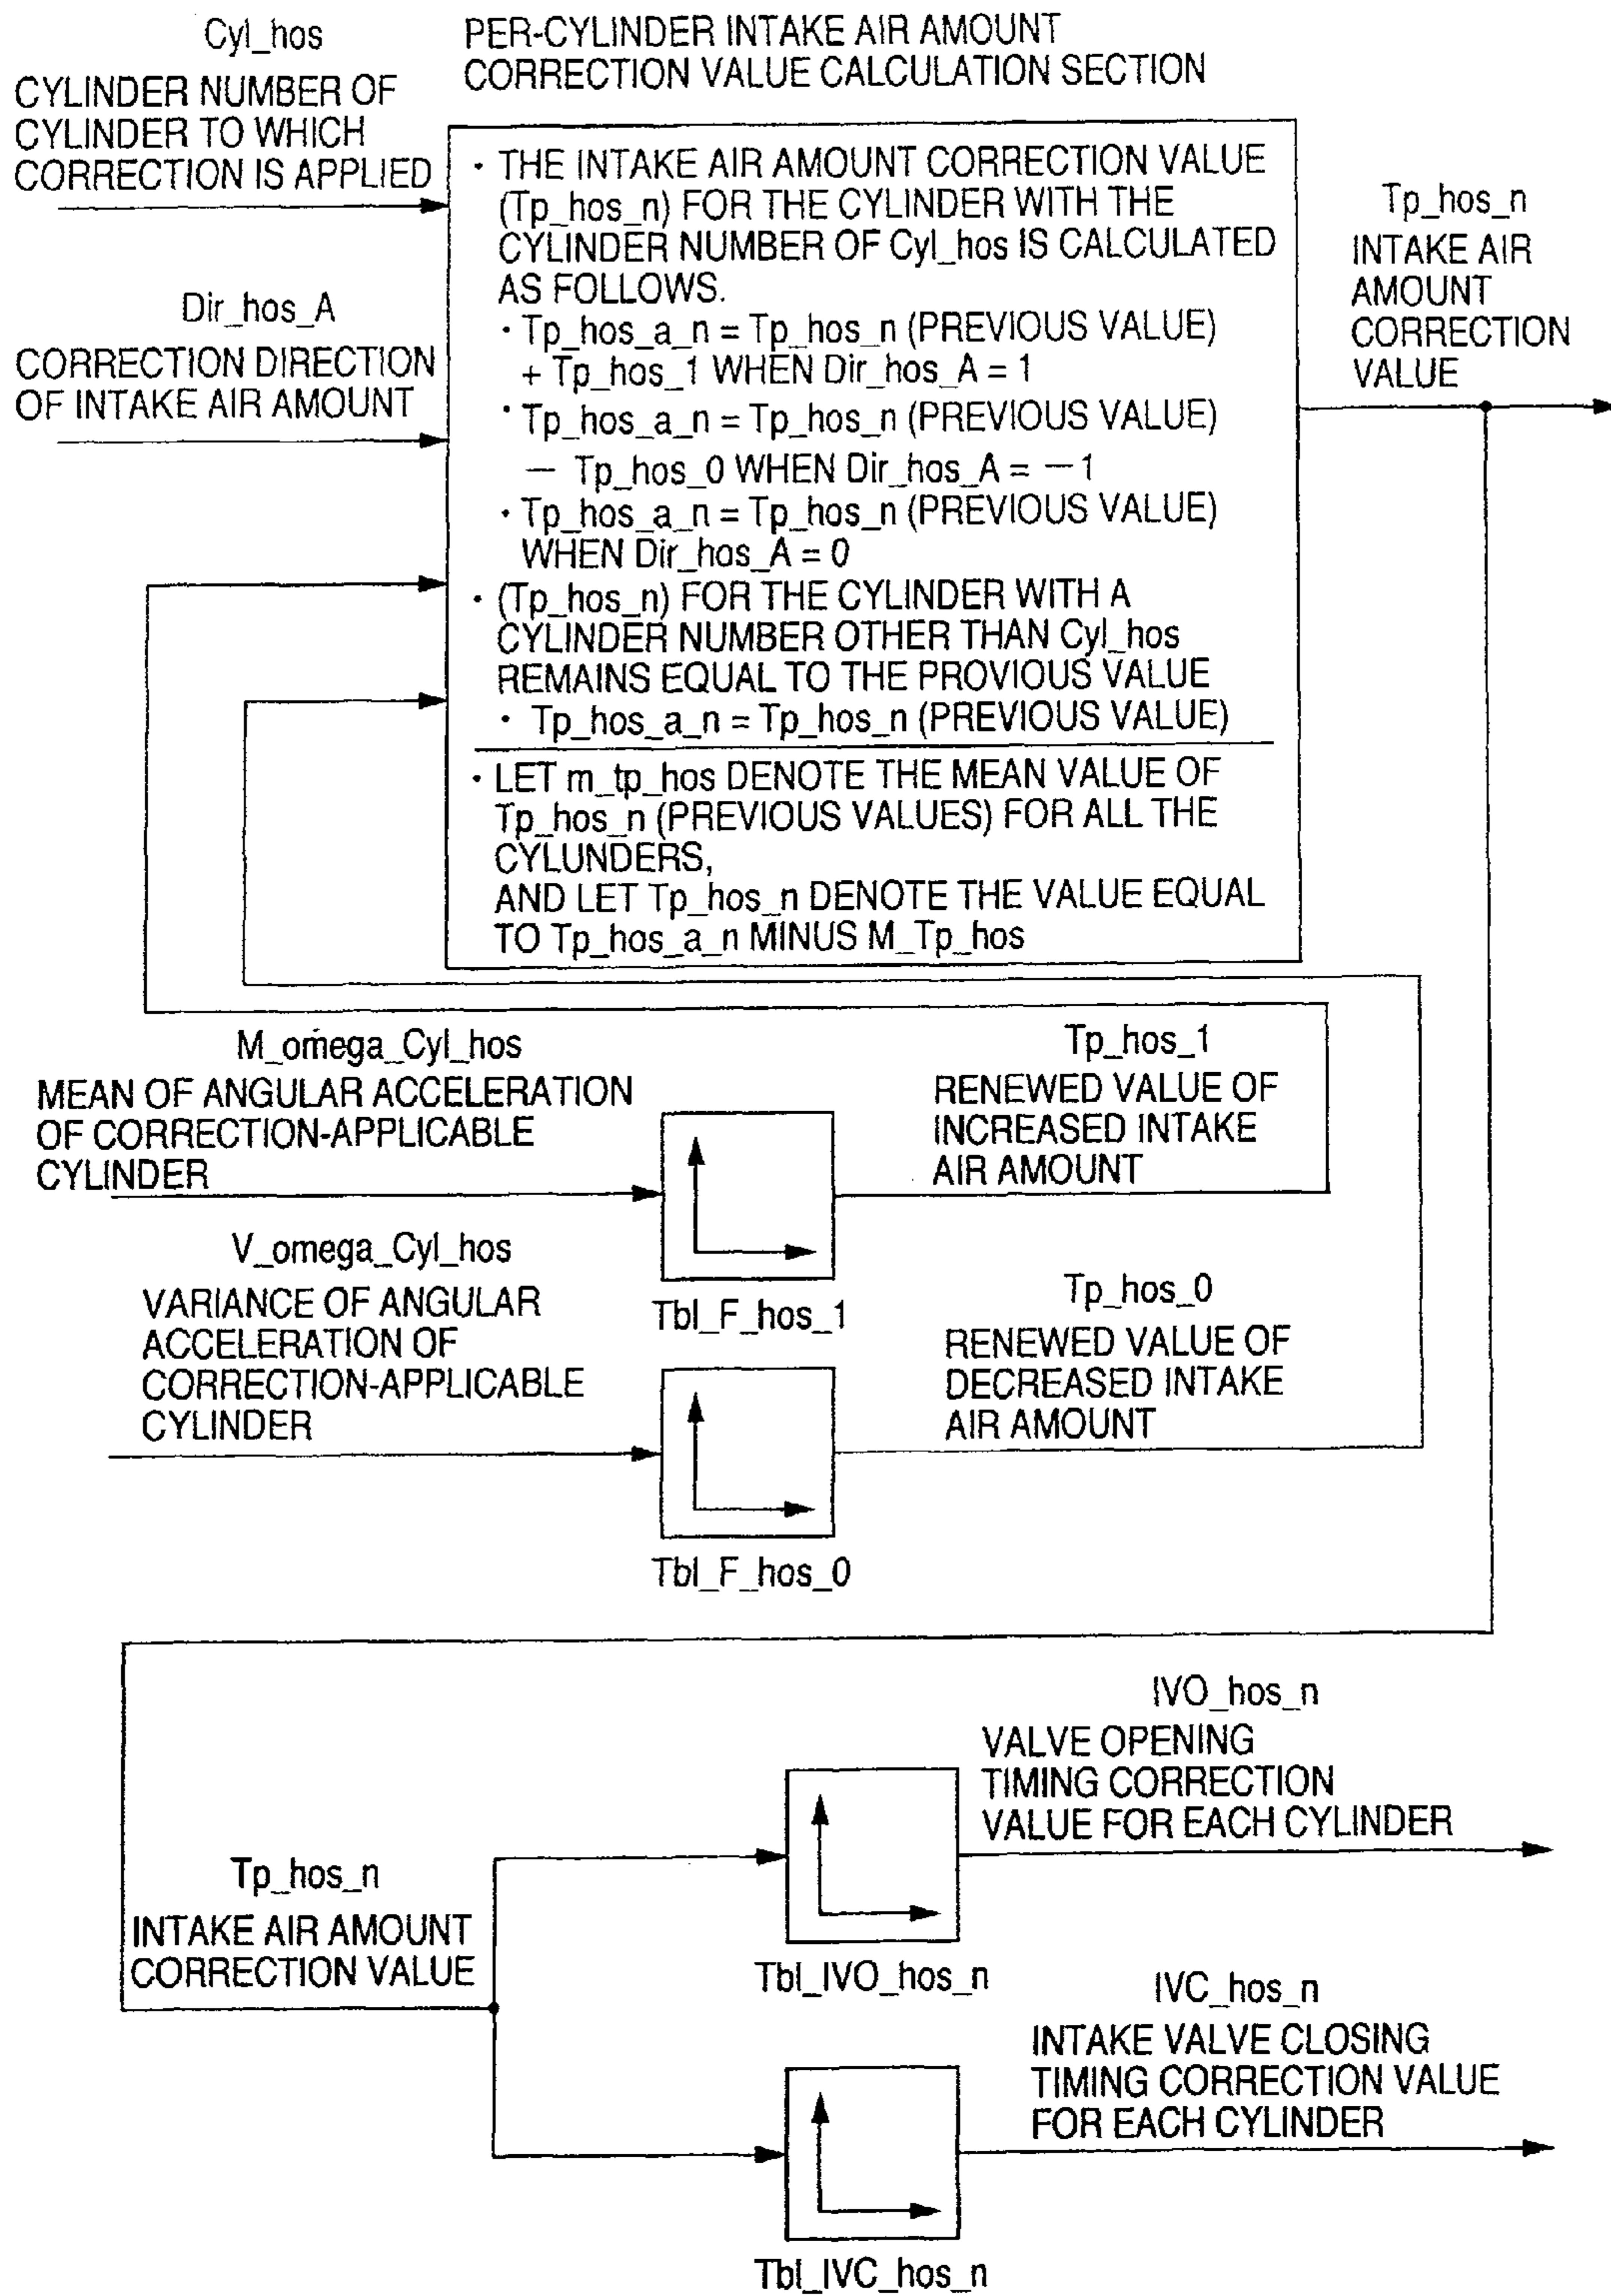 Cyl_hos
CYLINDER NUMBER OF
CYLINDER TO WHICH
CORRECTION IS APPLIED
Dir_hos_A
CORRECTION DIRECTION
OF INTAKE AIR AMOUNT
PER-CYLINDER INTAKE AIR AMOUNT
CORRECTION VALUE CALCULATION SECTION
· THE INTAKE AIR AMOUNT CORRECTION VALUE
(Tp_hos_n) FOR THE CYLINDER WITH THE
CYLINDER NUMBER OF Cyl_hos IS CALCULATED
AS FOLLOWS.
· Tp_hos_a_n = Tp_hos_n (PREVIOUS VALUE)
+ Tp_hos_1 WHEN Dir_hos_A = 1
· Tp_hos_a_n = Tp_hos_n (PREVIOUS VALUE)
− Tp_hos_0 WHEN Dir_hos_A = −1
· Tp_hos_a_n = Tp_hos_n (PREVIOUS VALUE)
WHEN Dir_hos_A = 0
· (Tp_hos_n) FOR THE CYLINDER WITH A
CYLINDER NUMBER OTHER THAN Cyl_hos
REMAINS EQUAL TO THE PROVIOUS VALUE
· Tp_hos_a_n = Tp_hos_n (PREVIOUS VALUE)
· LET m_tp_hos DENOTE THE MEAN VALUE OF
Tp_hos_n (PREVIOUS VALUES) FOR ALL THE
CYLUNDERS,
AND LET Tp_hos_n DENOTE THE VALUE EQUAL
TO Tp_hos_a_n MINUS M_Tp_hos
Tp_hos_n
INTAKE AIR
AMOUNT
CORRECTION
VALUE
M_omega_Cyl_hos
MEAN OF ANGULAR ACCELERATION
OF CORRECTION-APPLICABLE
CYLINDER
Tbl_F_hos_1
Tp_hos_1
RENEWED VALUE OF
INCREASED INTAKE
AIR AMOUNT
V_omega_Cyl_hos
VARIANCE OF ANGULAR
ACCELERATION OF
CORRECTION-APPLICABLE
CYLINDER
Tbl_F_hos_0
Tp_hos_0
RENEWED VALUE OF
DECREASED INTAKE
AIR AMOUNT
Tp_hos_n
INTAKE AIR AMOUNT
CORRECTION VALUE
IVO_hos_n
VALVE OPENING
TIMING CORRECTION
VALUE FOR EACH CYLINDER
Tbl_IVO_hos_n
IVC_hos_n
INTAKE VALVE CLOSING
TIMING CORRECTION VALUE
FOR EACH CYLINDER
Tbl_IVC_hos_n